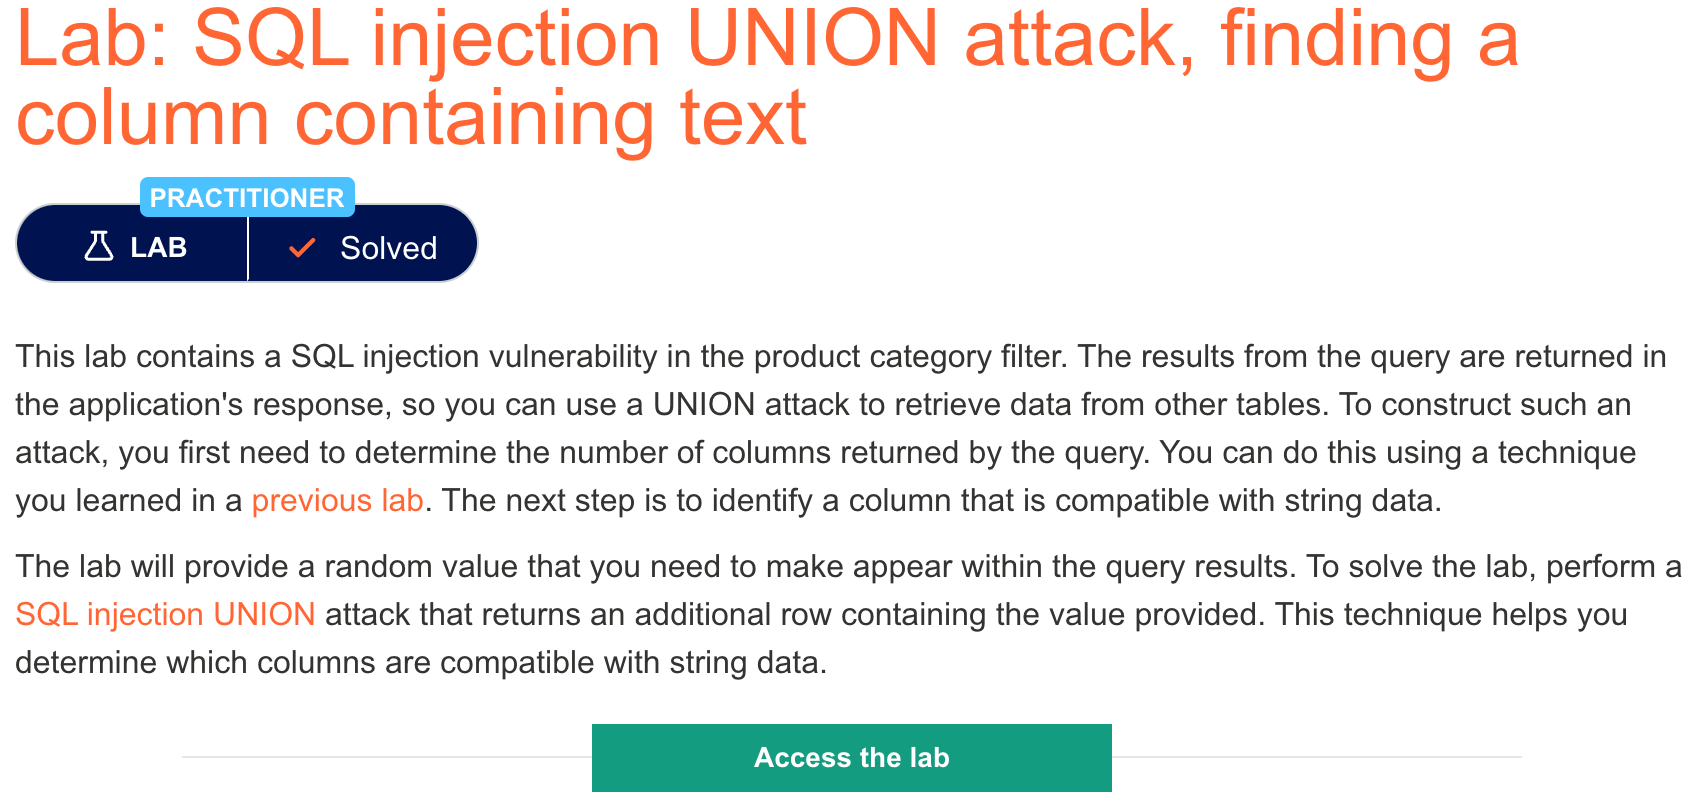 Lab: SQL injection UNION attack, finding a
column containing text
PRACTITIONER
LAB
Solved
This lab contains a SQL injection vulnerability in the product category filter. The results from the query are returned in
the application's response, so you can use a UNION attack to retrieve data from other tables. To construct such an
attack, you first need to determine the number of columns returned by the query. You can do this using a technique
you learned in a previous lab. The next step is to identify a column that is compatible with string data.
The lab will provide a random value that you need to make appear within the query results. To solve the lab, perform a
SQL injection UNION attack that returns an additional row containing the value provided. This technique helps you
determine which columns are compatible with string data.
Access the lab